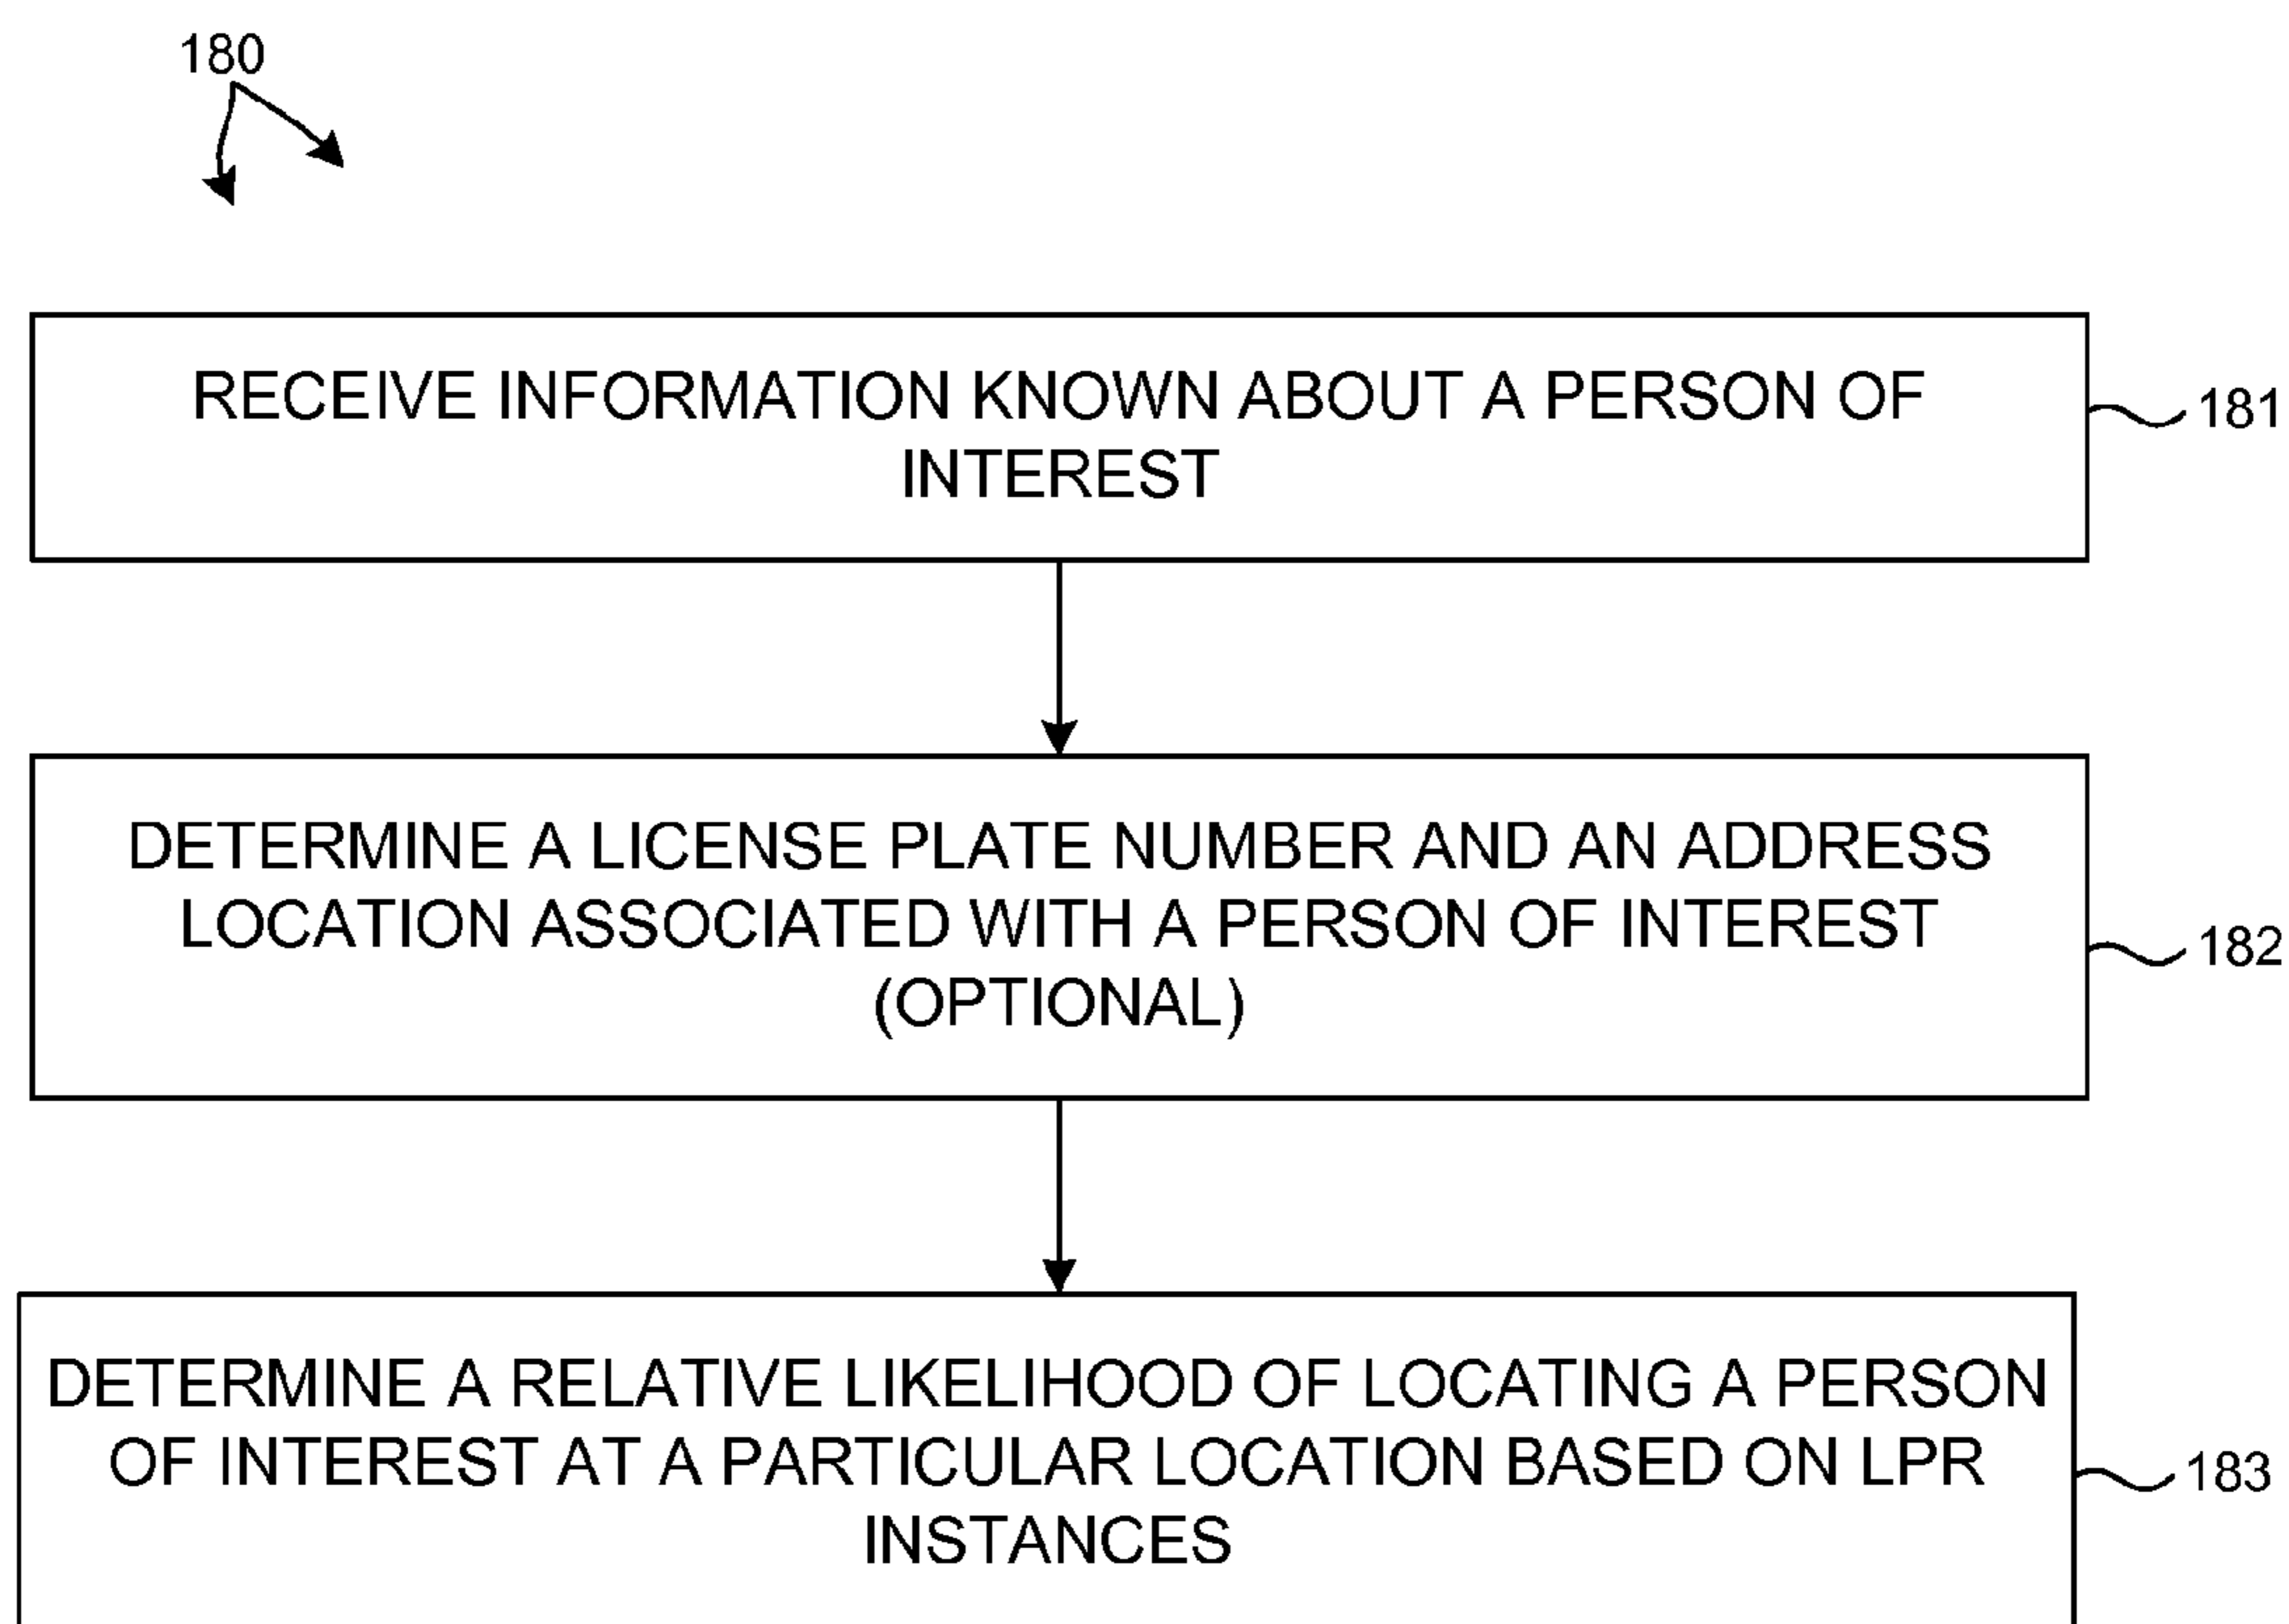 180
RECEIVE INFORMATION KNOWN ABOUT A PERSON OF
INTEREST
181
DETERMINE A LICENSE PLATE NUMBER AND AN ADDRESS
LOCATION ASSOCIATED WITH A PERSON OF INTEREST
(OPTIONAL)
182
DETERMINE A RELATIVE LIKELIHOOD OF LOCATING A PERSON
OF INTEREST AT A PARTICULAR LOCATION BASED ON LPR
INSTANCES
183